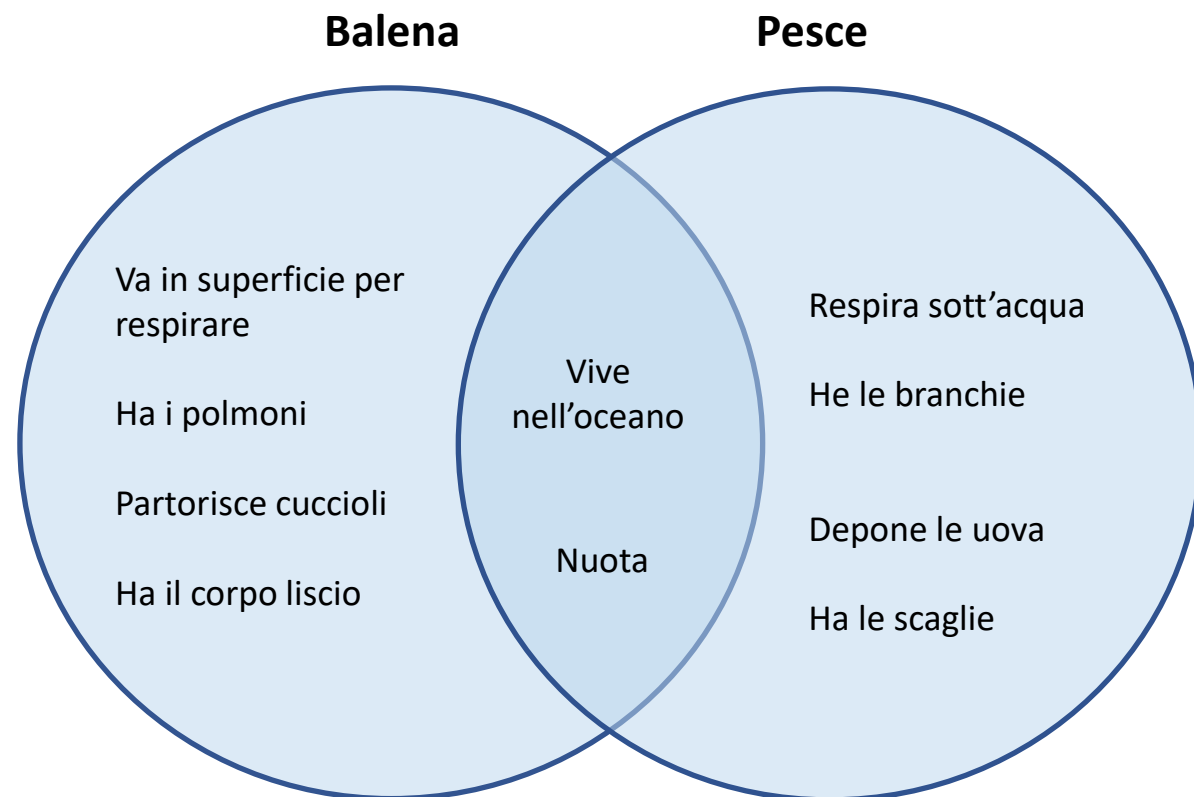 Balena
Pesce
Va in superficie per
respirare
Ha i polmoni
Partorisce cuccioli
Ha il corpo liscio
Vive
nell’oceano
Nuota
Respira sott’acqua
He le branchie
Depone le uova
Ha le scaglie